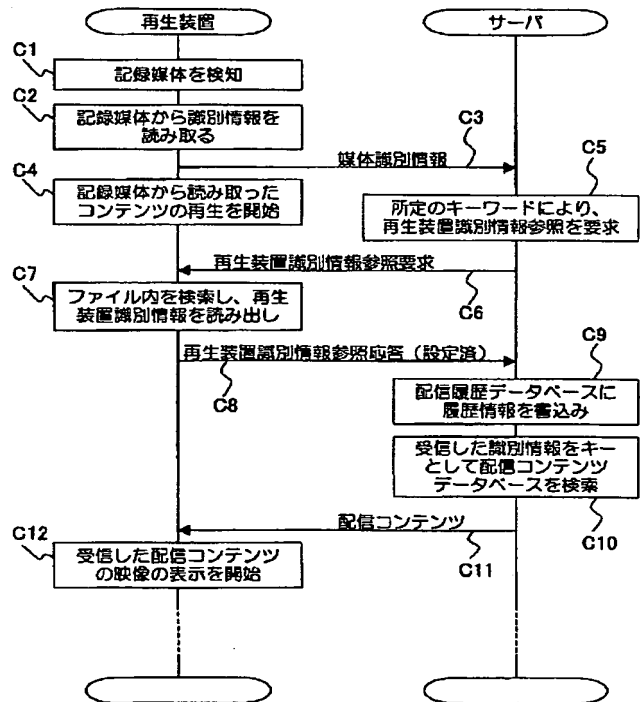 再生装置
サーバ
C1
記録媒体を検知
C2
記録媒体から識別情報を
読み取る
C3
媒体識別情報
C4
記録媒体から読み取った
コンテンツの再生を開始
C5
所定のキーワードにより、
再生装置識別情報参照を要求
再生装置識別情報参照要求
C6
C7
ファイル内を検索し、再生
装置識別情報を読み出し
再生装置識別情報参照応答（設定済）
C8
C9
配信履歴データベースに
履歴情報を書込み
受信した識別情報をキー
として配信コンテンツ
データベースを検索
C10
配信コンテンツ
C11
C12
受信した配信コンテンツ
の映像の表示を開始